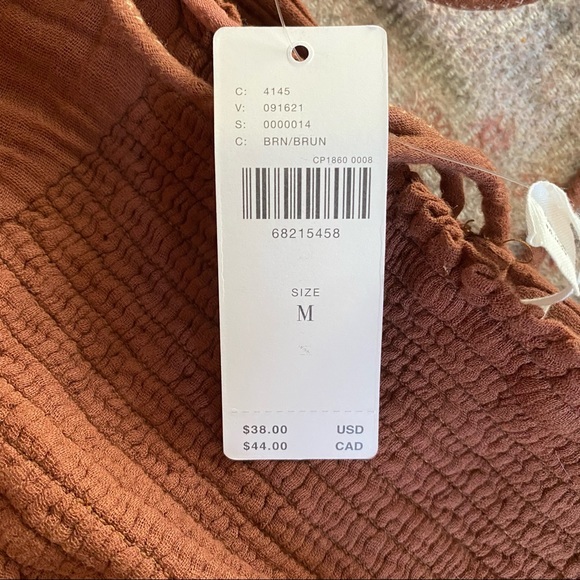 C: 4145
V: 091621
S: 0000014
C: BRN/BRUN
CP1860 0008
68215458
SIZE
M
$38.00 USD
$44.00 CAD